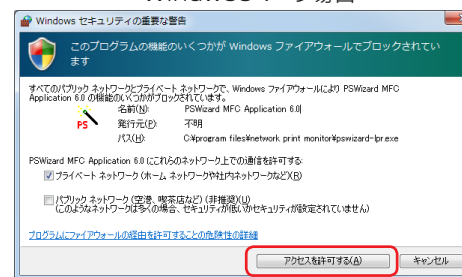 Windows セキュリティの重要な警告
このプログラムの機能のいくつかが Windows ファイアウォールでブロックされてい
ます
すべてのパブリック ネットワークとプライベート ネットワークで、Windows ファイアウォールにより PSWizard MFC
Application 6.0 の機能のいくつかがブロックされています。
名前(N): PSWizard MFC Application 6.0
PS 発行元(P): 不明
パス(H): C:¥program files¥network print monitor¥pswizard-lpr.exe
PSWizard MFC Application 6.0 にこれらのネットワーク上での通信を許可する:
プライベート ネットワーク (ホーム ネットワークや社内ネットワークなど)(R)
パブリック ネットワーク (空港、喫茶店など) (非推奨)(U)
(このようなネットワークは多くの場合、セキュリティが低いかセキュリティが設定されていません)
プログラムにファイアウォールの経由を許可することの危険性の詳細
アクセスを許可する(A) キャンセル